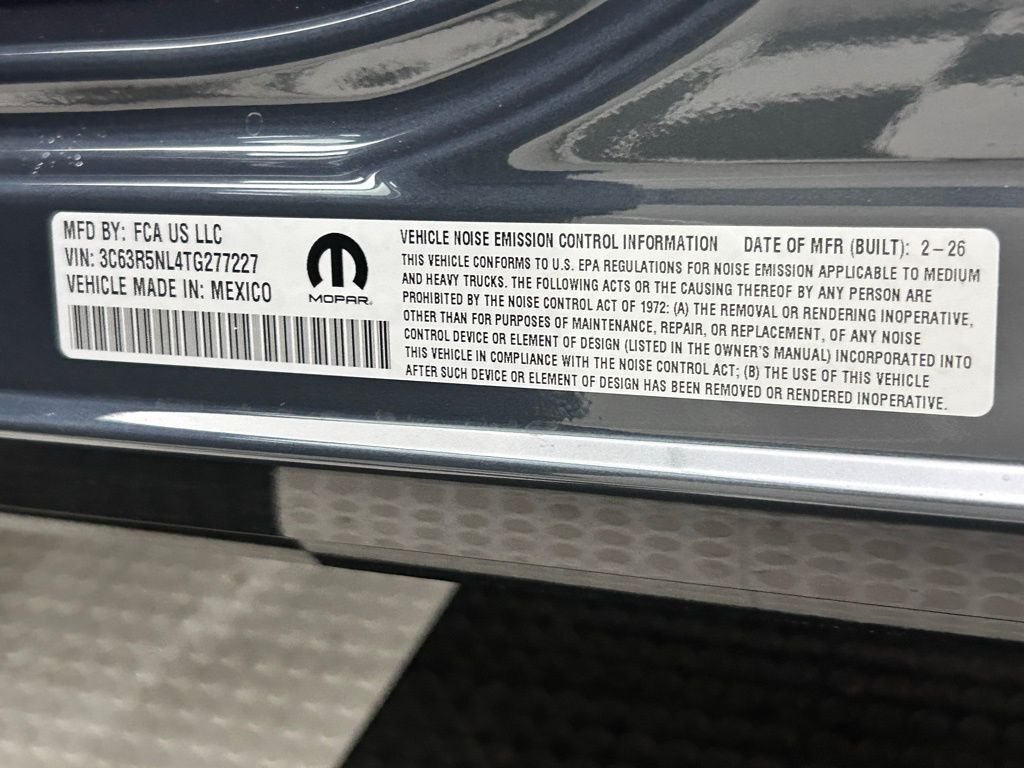 MFD BY: FCA US LLC
VIN: 3C63R5NL4TG277227
VEHICLE MADE IN: MEXICO
MOPAR
VEHICLE NOISE EMISSION CONTROL INFORMATION DATE OF MFR (BUILT): 2-26
THIS VEHICLE CONFORMS TO U.S. EPA REGULATIONS FOR NOISE EMISSION APPLICABLE TO MEDIUM
AND HEAVY TRUCKS. THE FOLLOWING ACTS OR THE CAUSING THEREOF BY ANY PERSON ARE
PROHIBITED BY THE NOISE CONTROL ACT OF 1972: (A) THE REMOVAL OR RENDERING INOPERATIVE,
OTHER THAN FOR PURPOSES OF MAINTENANCE, REPAIR, OR REPLACEMENT, OF ANY NOISE
CONTROL DEVICE OR ELEMENT OF DESIGN (LISTED IN THE OWNER'S MANUAL) INCORPORATED INTO
THIS VEHICLE IN COMPLIANCE WITH THE NOISE CONTROL ACT; (B) THE USE OF THIS VEHICLE
AFTER SUCH DEVICE OR ELEMENT OF DESIGN HAS BEEN REMOVED OR RENDERED INOPERATIVE.